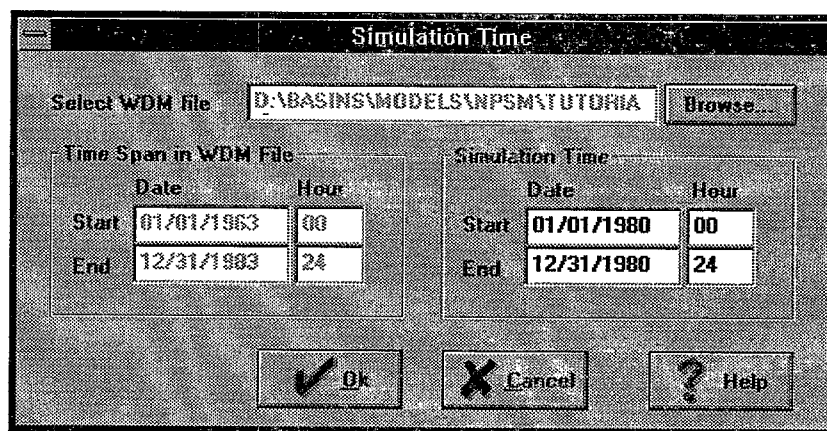 Simulation Time
Select WDM file D:\BASINS\MODELS\NPSM\TUTORIA Browse...
Time Span in WDM File
Date Hour
Start 01/01/1963 00
End 12/31/1983 24
Simulation Time
Date Hour
Start 01/01/1980 00
End 12/31/1980 24
Ok Cancel Help